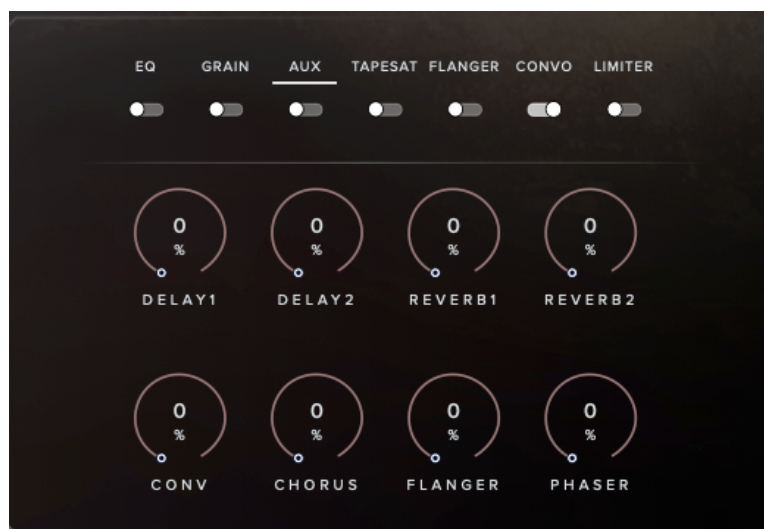 EQ GRAIN AUX TAPESAT FLANGER CONVO LIMITER
0 0 0 0
% % % %
DELAY1 DELAY2 REVERB1 REVERB2
0 0 0 0
% % % %
CONV CHORUS FLANGER PHASER